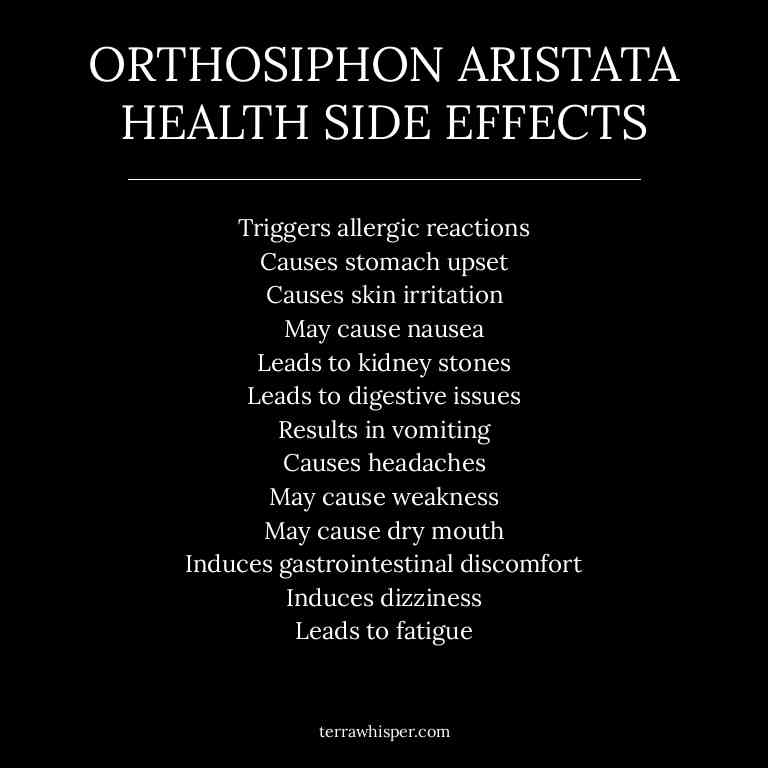 ORTHOSIPHON ARISTATA
HEALTH SIDE EFFECTS
Triggers allergic reactions
Causes stomach upset
Causes skin irritation
May cause nausea
Leads to kidney stones
Leads to digestive issues
Results in vomiting
Causes headaches
May cause weakness
May cause dry mouth
Induces gastrointestinal discomfort
Induces dizziness
Leads to fatigue
terrawhisper.com